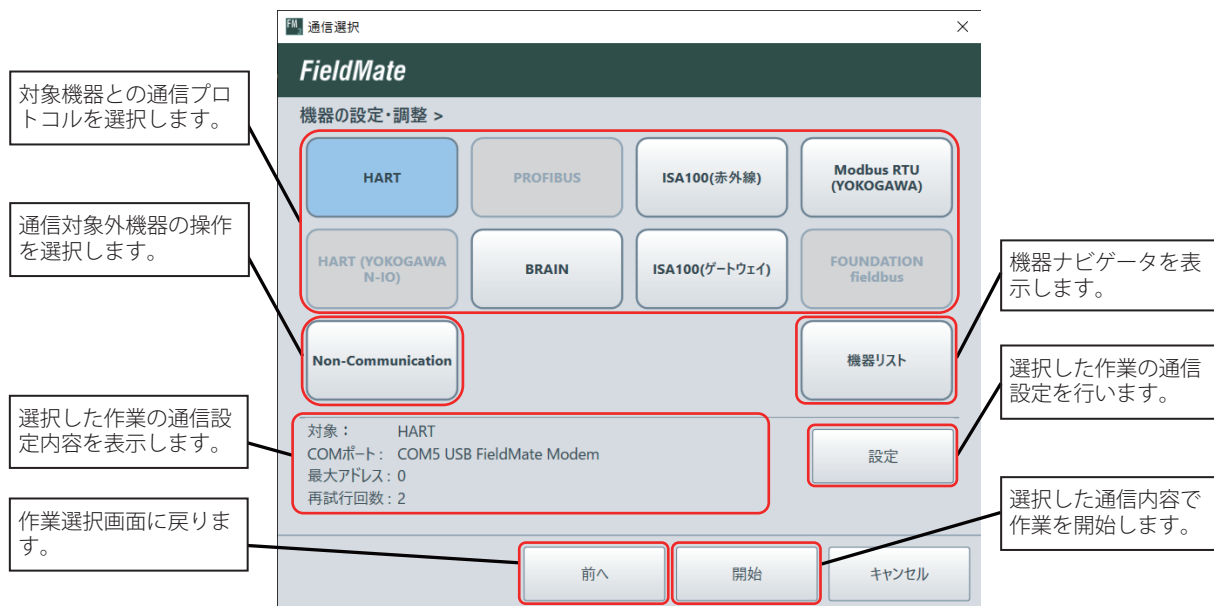 FM
通信選択
FieldMate
機器の設定・調整 >
HART
PROFIBUS
ISA100(赤外線)
Modbus RTU
(YOKOGAWA)
HART (YOKOGAWA
N-IO)
BRAIN
ISA100(ゲートウェイ)
FOUNDATION
fieldbus
Non-Communication
機器リスト
対象： HART
COMポート： COM5 USB FieldMate Modem
最大アドレス： 0
再試行回数： 2
設定
前へ
開始
キャンセル
対象機器との通信プロ
トコルを選択します。
通信対象外機器の操作
を選択します。
選択した作業の通信設
定内容を表示します。
作業選択画面に戻りま
す。
機器ナビゲータを表
示します。
選択した作業の通信
設定を行います。
選択した通信内容で
作業を開始します。